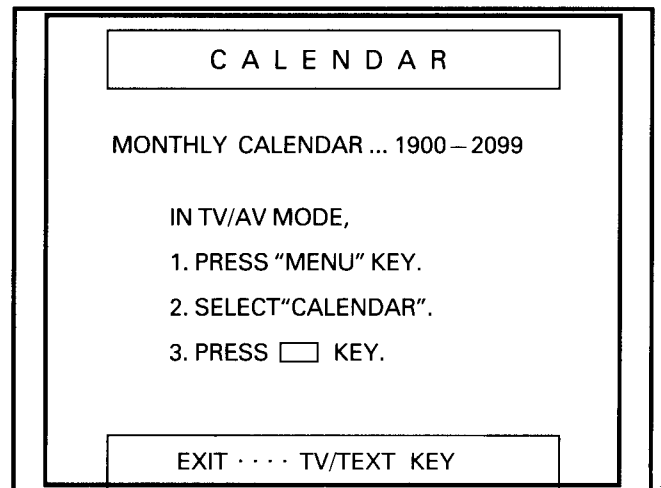 CALENDAR
MONTHLY CALENDAR ... 1900–2099
IN TV/AV MODE,
1. PRESS "MENU" KEY.
2. SELECT"CALENDAR".
3. PRESS KEY.
EXIT ···· TV/TEXT KEY